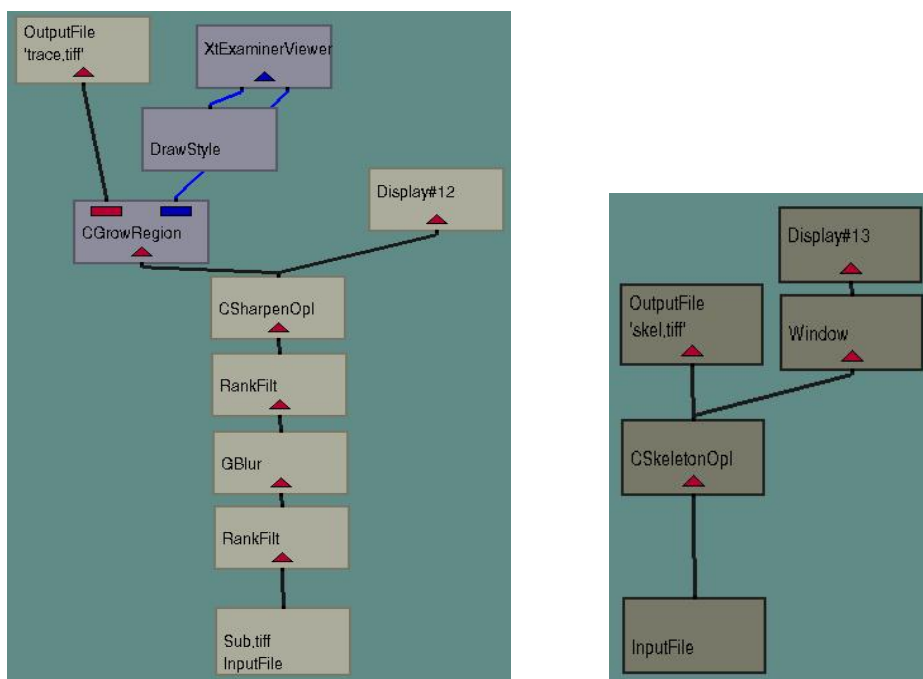 OutputFile
'trace,tiff'
XtExaminerViewer
DrawStyle
Display#12
CGrowRegion
CSharpenOpl
RankFilt
GBlur
RankFilt
Sub,tiff
InputFile
Display#13
OutputFile
'skel,tiff'
Window
CSkeletonOpl
InputFile